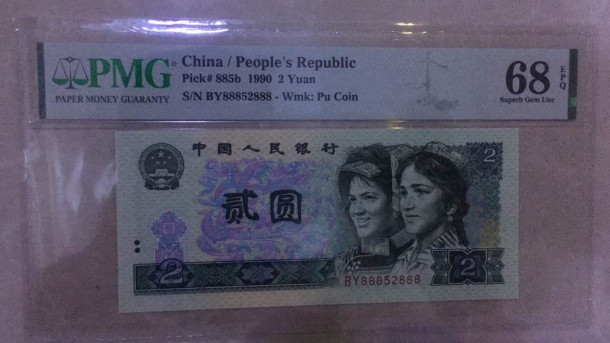 PMG
PAPER MONEY GUARANTY
China / People's Republic
Pick# 885b 1990 2 Yuan
S/N BY88852888 - Wmk: Pu Coin
68 EPQ
Superb Gem Unc
中国人民银行
贰圆
2
2
2
BY88852888